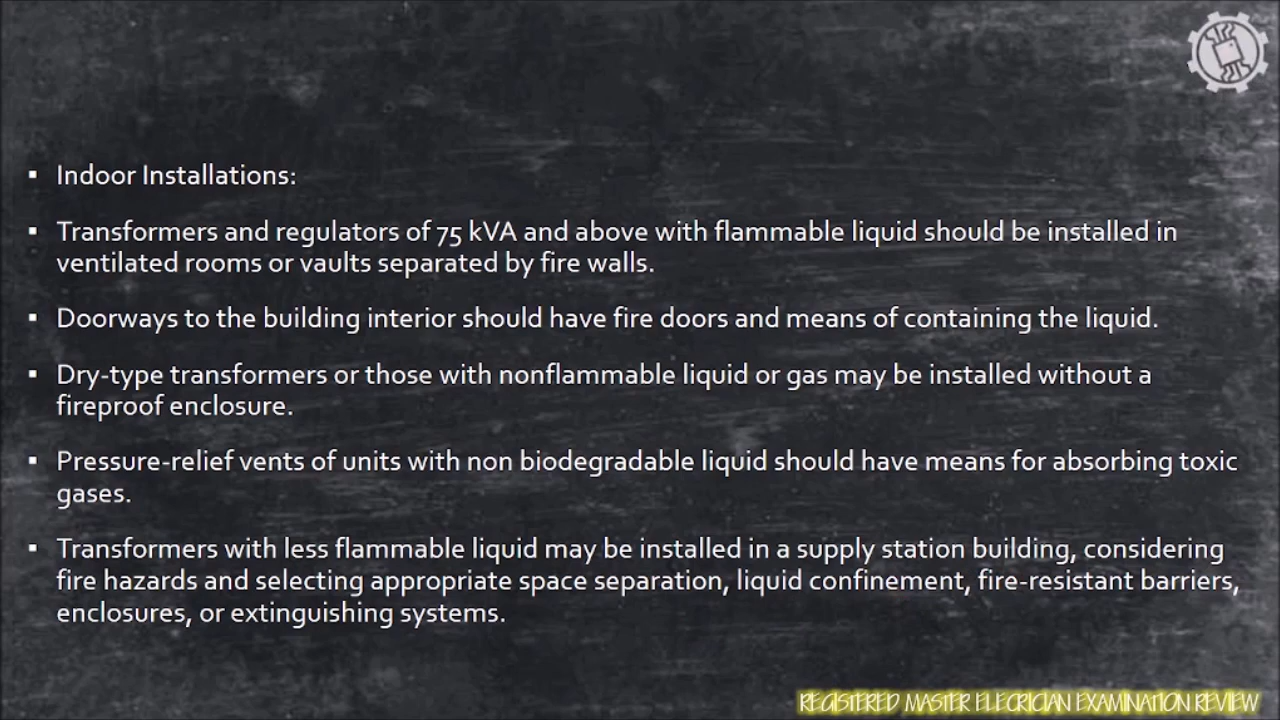 ▪ Indoor Installations:
▪ Transformers and regulators of 75 kVA and above with flammable liquid should be installed in
ventilated rooms or vaults separated by fire walls.
▪ Doorways to the building interior should have fire doors and means of containing the liquid.
▪ Dry-type transformers or those with nonflammable liquid or gas may be installed without a
fireproof enclosure.
▪ Pressure-relief vents of units with non biodegradable liquid should have means for absorbing toxic
gases.
▪ Transformers with less flammable liquid may be installed in a supply station building, considering
fire hazards and selecting appropriate space separation, liquid confinement, fire-resistant barriers,
enclosures, or extinguishing systems.
REGISTERED MASTER ELECRICIAN EXAMINATION REVIEW